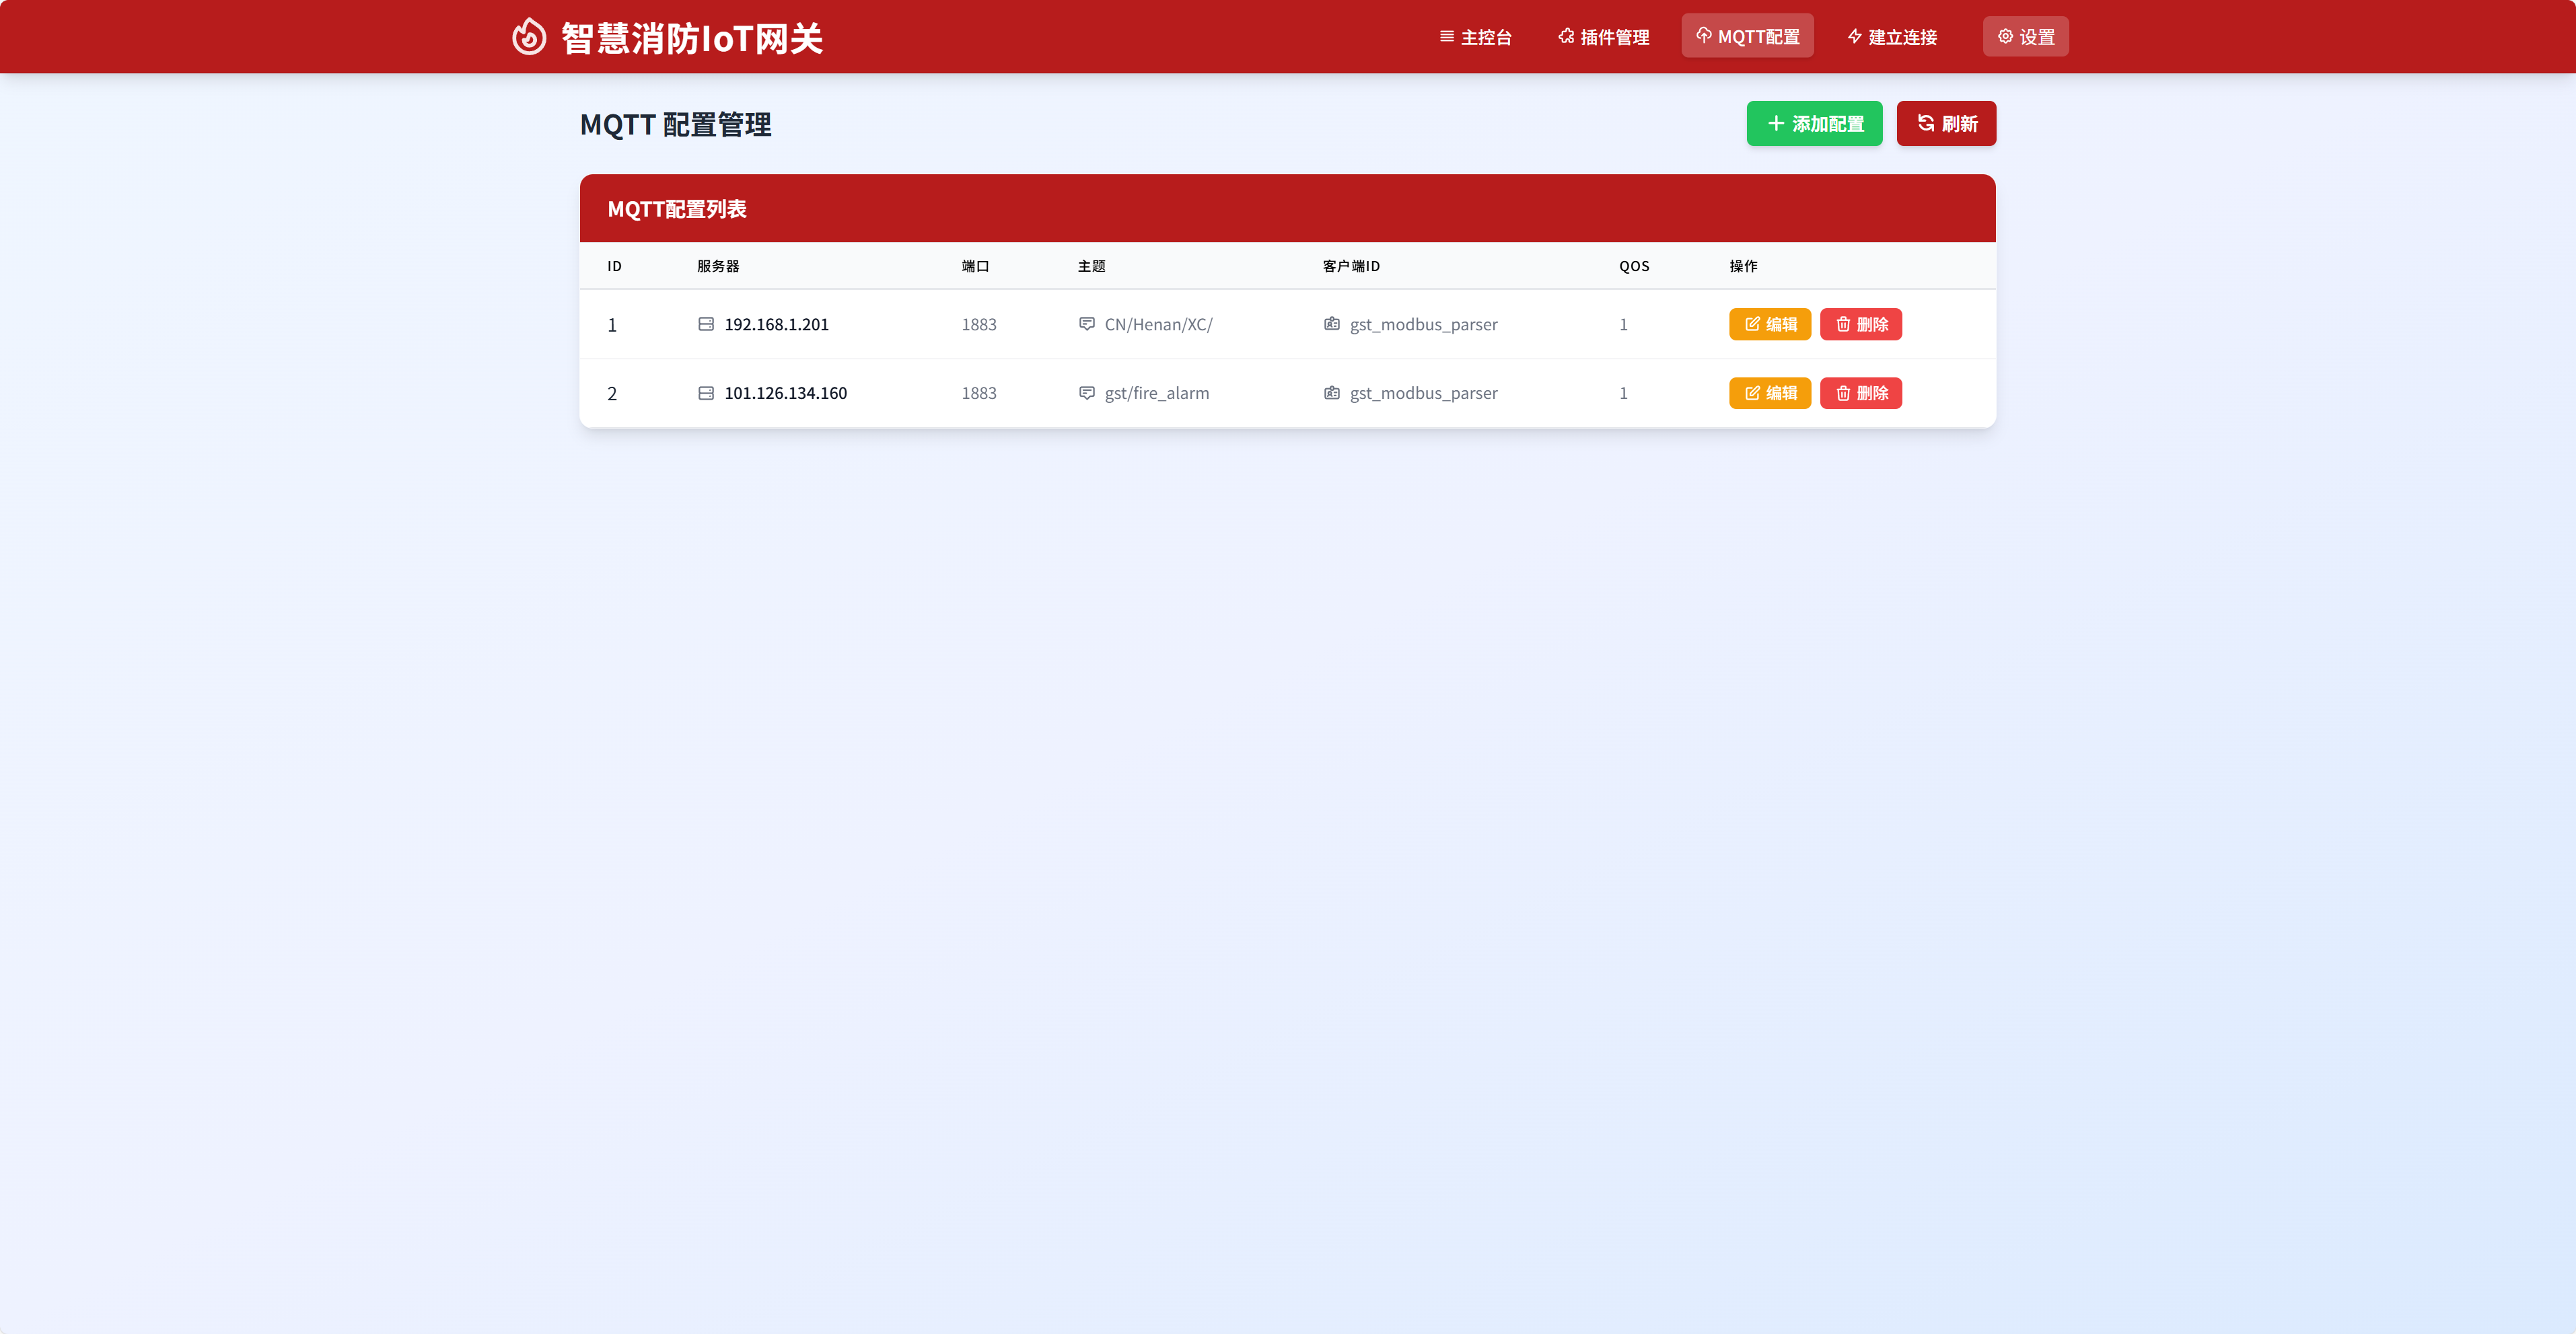 智慧消防IoT网关
主控台 插件管理 MQTT配置 建立连接 设置
MQTT 配置管理
添加配置 刷新
MQTT配置列表
ID 服务器 端口 主题 客户端ID QOS 操作
1 192.168.1.201 1883 CN/Henan/XC/ gst_modbus_parser 1 编辑 删除
2 101.126.134.160 1883 gst/fire_alarm gst_modbus_parser 1 编辑 删除